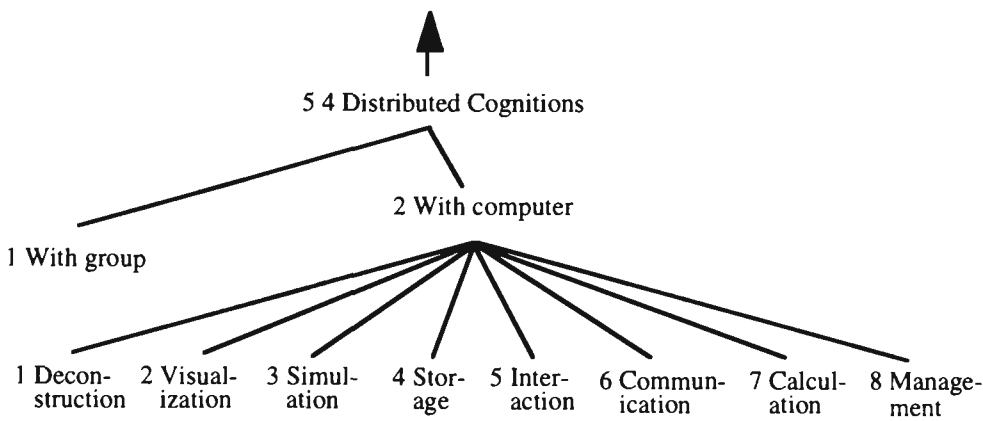 5 4 Distributed Cognitions
2 With computer
1 With group
1 Decon-
struction
2 Visual-
ization
3 Simul-
ation
4 Stor-
age
5 Inter-
action
6 Commun-
ication
7 Calcul-
ation
8 Manage-
ment